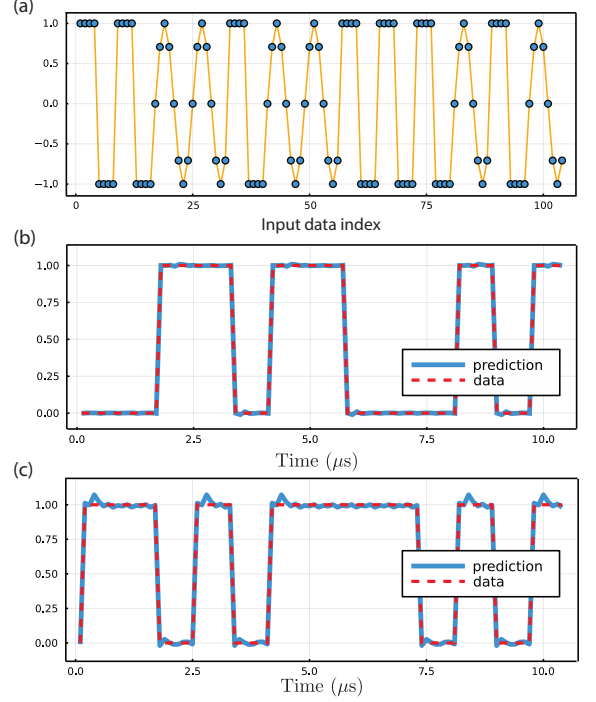 (a)
1.0
0.5
0.0
−0.5
−1.0
0 25 50 75 100
Input data index
(b)
1.00
0.75
0.50
0.25
0.00
prediction
data
0.0 2.5 5.0 7.5 10.0
Time (μs)
(c)
1.00
0.75
0.50
0.25
0.00
prediction
data
0.0 2.5 5.0 7.5 10.0
Time (μs)